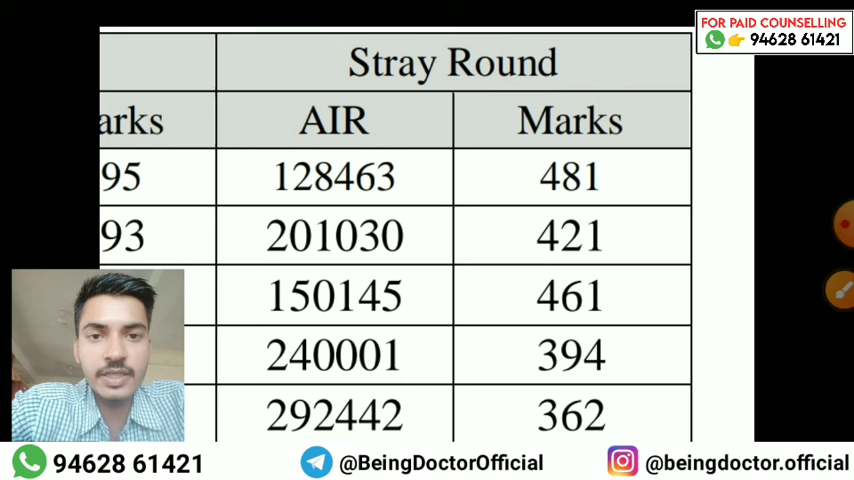 FOR PAID COUNSELLING
94628 61421
Stray Round
arks AIR Marks
95 128463 481
93 201030 421
150145 461
240001 394
292442 362
94628 61421 @BeingDoctorOfficial @beingdoctor.official